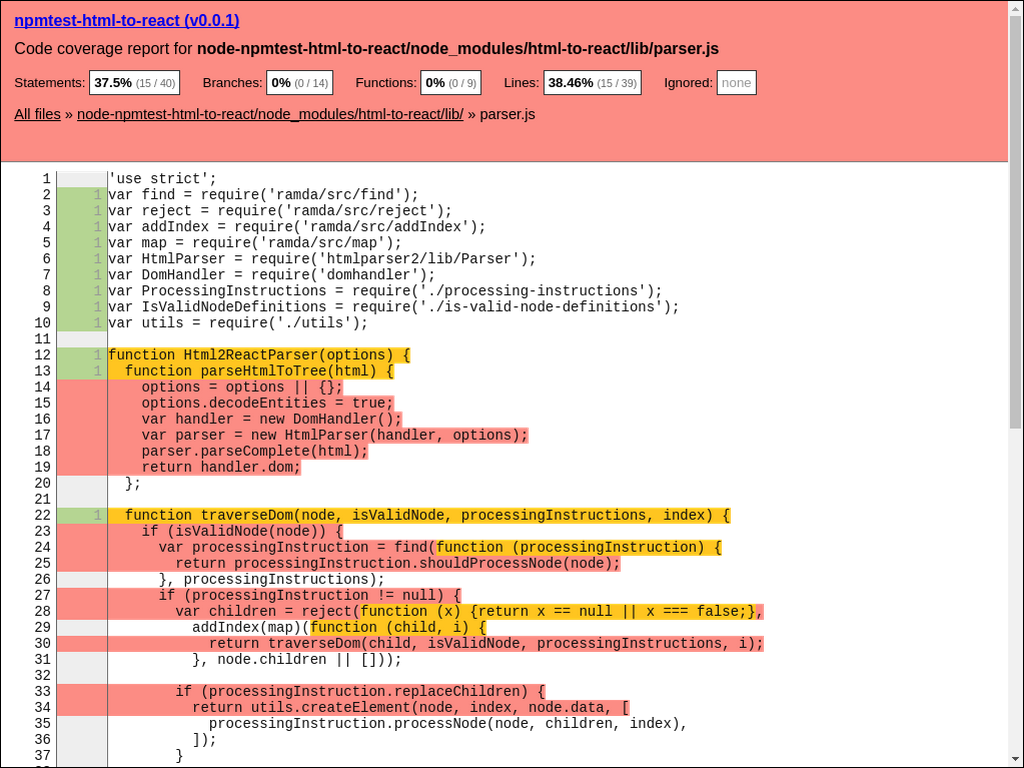 npmtest-html-to-react (v0.0.1)
Code coverage report for node-npmtest-html-to-react/node_modules/html-to-react/lib/parser.js
Statements: 37.5% (15 / 40) Branches: 0% (0 / 14) Functions: 0% (0 / 9) Lines: 38.46% (15 / 39) Ignored: none
All files » node-npmtest-html-to-react/node_modules/html-to-react/lib/ » parser.js
1 'use strict';
2 1 var find = require('ramda/src/find');
3 1 var reject = require('ramda/src/reject');
4 1 var addIndex = require('ramda/src/addIndex');
5 1 var map = require('ramda/src/map');
6 1 var HtmlParser = require('htmlparser2/lib/Parser');
7 1 var DomHandler = require('domhandler');
8 1 var ProcessingInstructions = require('./processing-instructions');
9 1 var IsValidNodeDefinitions = require('./is-valid-node-definitions');
10 1 var utils = require('./utils');
11
12 1 function Html2ReactParser(options) {
13 1   function parseHtmlToTree(html) {
14     options = options || {};
15     options.decodeEntities = true;
16     var handler = new DomHandler();
17     var parser = new HtmlParser(handler, options);
18     parser.parseComplete(html);
19     return handler.dom;
20   };
21
22 1   function traverseDom(node, isValidNode, processingInstructions, index) {
23     if (isValidNode(node)) {
24       var processingInstruction = find(function (processingInstruction) {
25         return processingInstruction.shouldProcessNode(node);
26       }, processingInstructions);
27       if (processingInstruction != null) {
28         var children = reject(function (x) {return x == null || x === false;},
29           addIndex(map)(function (child, i) {
30             return traverseDom(child, isValidNode, processingInstructions, i);
31           }, node.children || []));
32
33         if (processingInstruction.replaceChildren) {
34           return utils.createElement(node, index, node.data, [
35             processingInstruction.processNode(node, children, index),
36           ]);
37         }